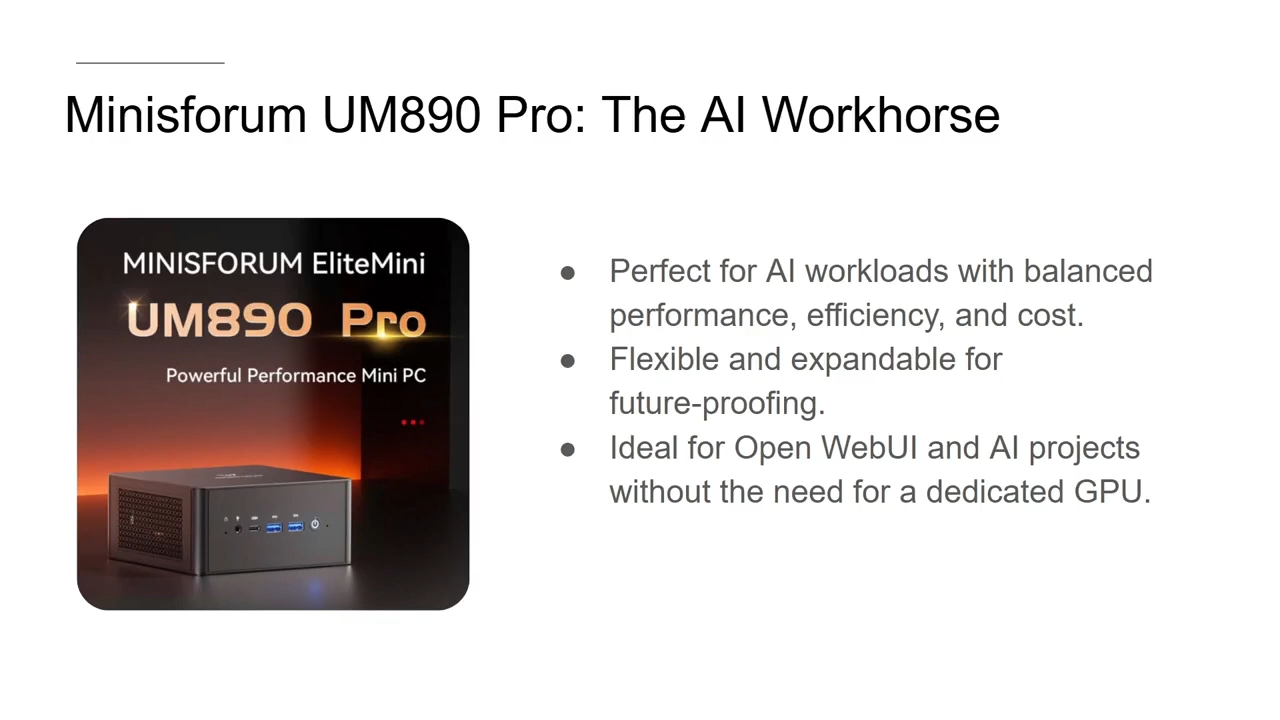 Minisforum UM890 Pro: The AI Workhorse
MINISFORUM EliteMini
UM890 Pro
Powerful Performance Mini PC
● Perfect for AI workloads with balanced
performance, efficiency, and cost.
● Flexible and expandable for
future-proofing.
● Ideal for Open WebUI and AI projects
without the need for a dedicated GPU.